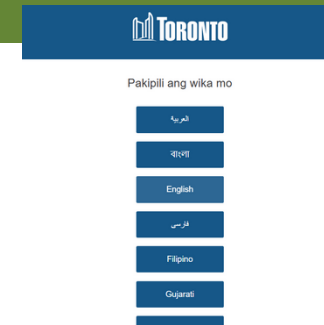 TORONTO
Pakipili ang wika mo
العربية
বাংলা
English
فارسی
Filipino
Gujarati